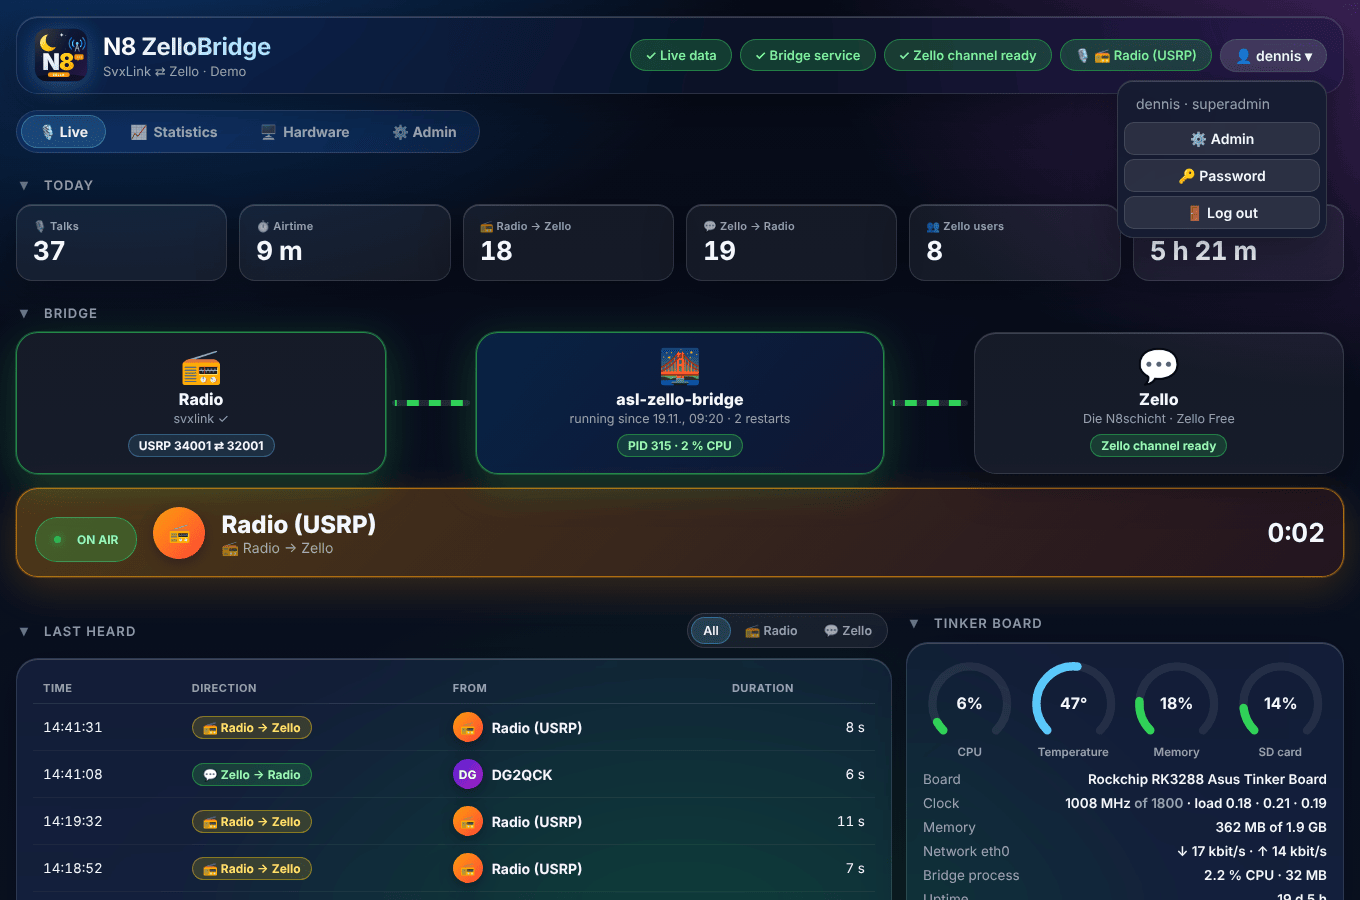 N8 ZelloBridge
SvxLink ⇄ Zello · Demo
✓ Live data
✓ Bridge service
✓ Zello channel ready
Radio (USRP)
dennis ▾
dennis · superadmin
Admin
Password
Log out
Live
Statistics
Hardware
Admin
▼ TODAY
Talks
37
Airtime
9 m
Radio → Zello
18
Zello → Radio
19
Zello users
8
5 h 21 m
▼ BRIDGE
Radio
svxlink ✓
USRP 34001 ⇄ 32001
asl-zello-bridge
running since 19.11., 09:20 · 2 restarts
PID 315 · 2 % CPU
Zello
Die N8schicht · Zello Free
Zello channel ready
ON AIR
Radio (USRP)
Radio → Zello
0:02
▼ LAST HEARD
All
Radio
Zello
TIME DIRECTION FROM DURATION
14:41:31 Radio → Zello Radio (USRP) 8 s
14:41:08 Zello → Radio DG DG2QCK 6 s
14:19:32 Radio → Zello Radio (USRP) 11 s
14:18:52 Radio → Zello Radio (USRP) 7 s
▼ TINKER BOARD
6% 47° 18% 14%
CPU Temperature Memory SD card
Board Rockchip RK3288 Asus Tinker Board
Clock 1008 MHz of 1800 · load 0.18 · 0.21 · 0.19
Memory 362 MB of 1.9 GB
Network eth0 ↓ 17 kbit/s · ↑ 14 kbit/s
Bridge process 2.2 % CPU · 32 MB
Uptime 19 d 5 h